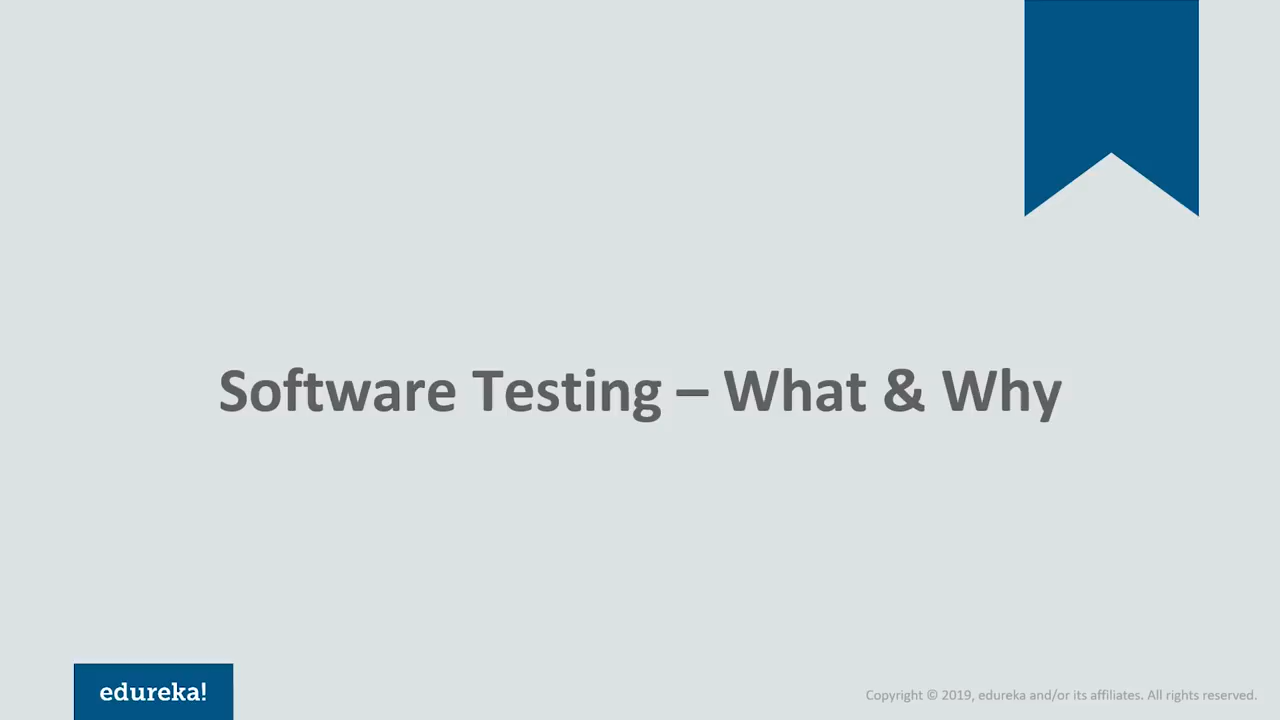 Software Testing – What & Why
edureka!
Copyright © 2019, edureka and/or its affiliates. All rights reserved.